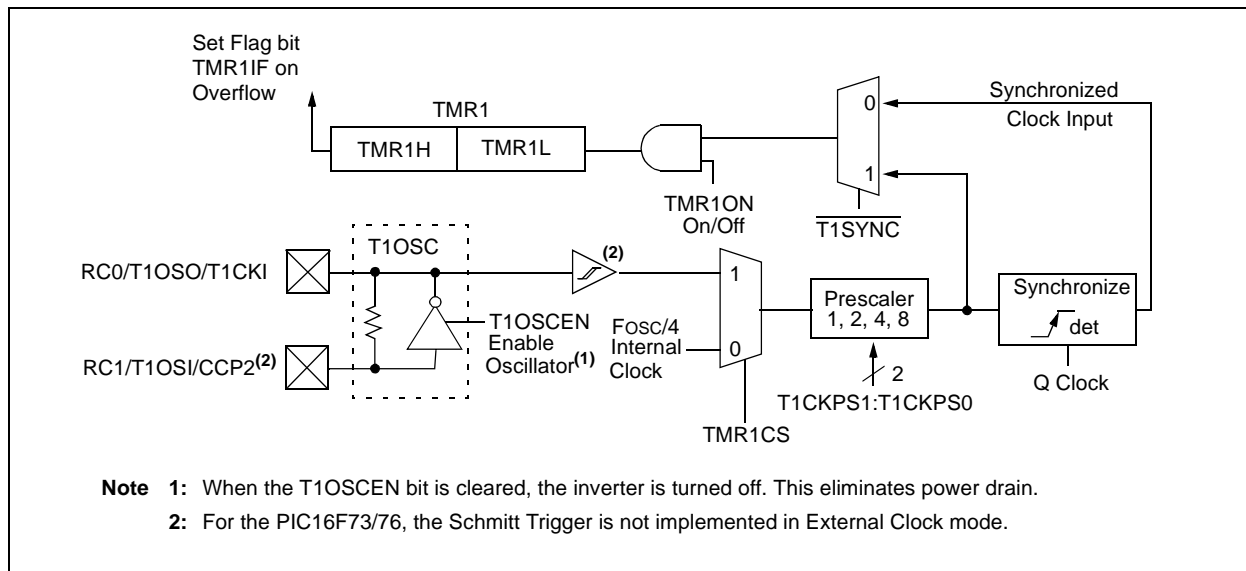 Set Flag bit
TMR1IF on
Overflow
TMR1
TMR1H
TMR1L
TMR1ON
On/Off
0
1
T1SYNC
Synchronized
Clock Input
T1OSC
RC0/T1OSO/T1CKI
(2)
RC1/T1OSI/CCP2(2)
T1OSCEN
Enable
Oscillator(1)
FOSC/4
Internal
Clock
1
0
TMR1CS
Prescaler
1, 2, 4, 8
2
T1CKPS1:T1CKPS0
Synchronize
det
Q Clock
Note 1: When the T1OSCEN bit is cleared, the inverter is turned off. This eliminates power drain.
2: For the PIC16F73/76, the Schmitt Trigger is not implemented in External Clock mode.